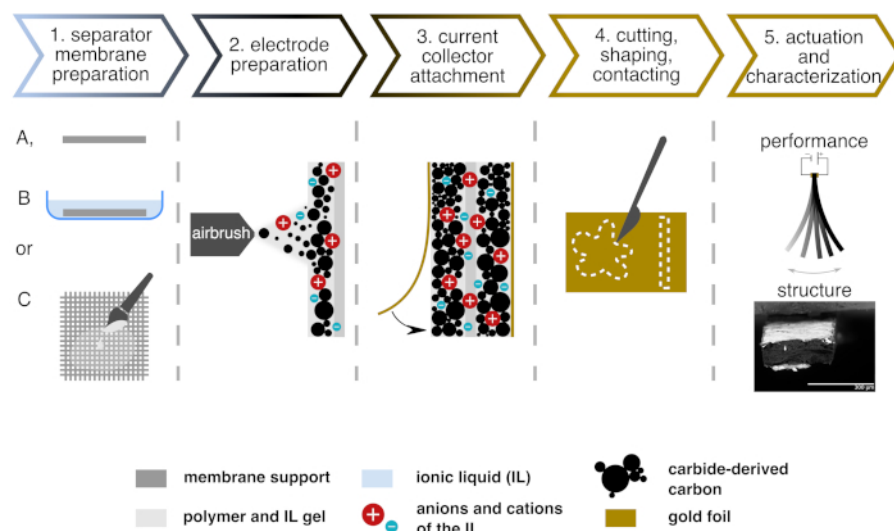 1. separator
membrane
preparation
2. electrode
preparation
3. current
collector
attachment
4. cutting,
shaping,
contacting
5. actuation
and
characterization
A,
B
or
C
airbrush
performance
structure
200 µm
membrane support
polymer and IL gel
ionic liquid (IL)
anions and cations
of the IL
carbide-derived
carbon
gold foil